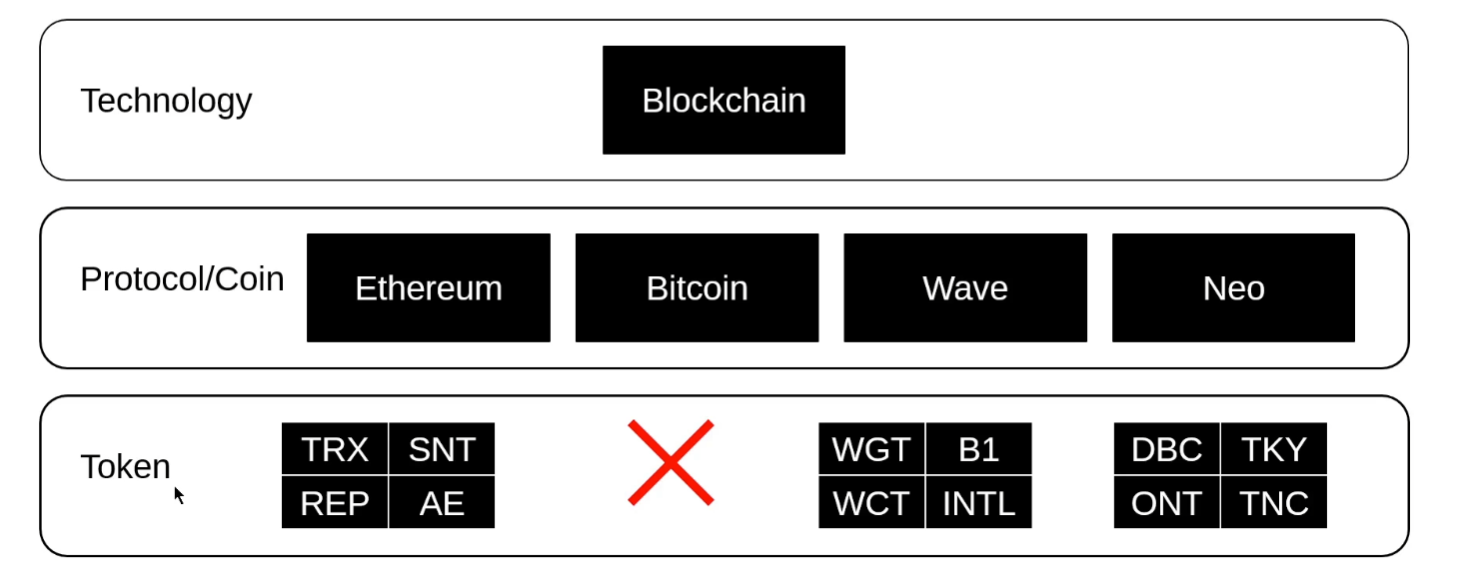 Technology
Blockchain
Protocol/Coin
Ethereum
Bitcoin
Wave
Neo
Token
TRX SNT
REP AE
WGT B1
WCT INTL
DBC TKY
ONT TNC